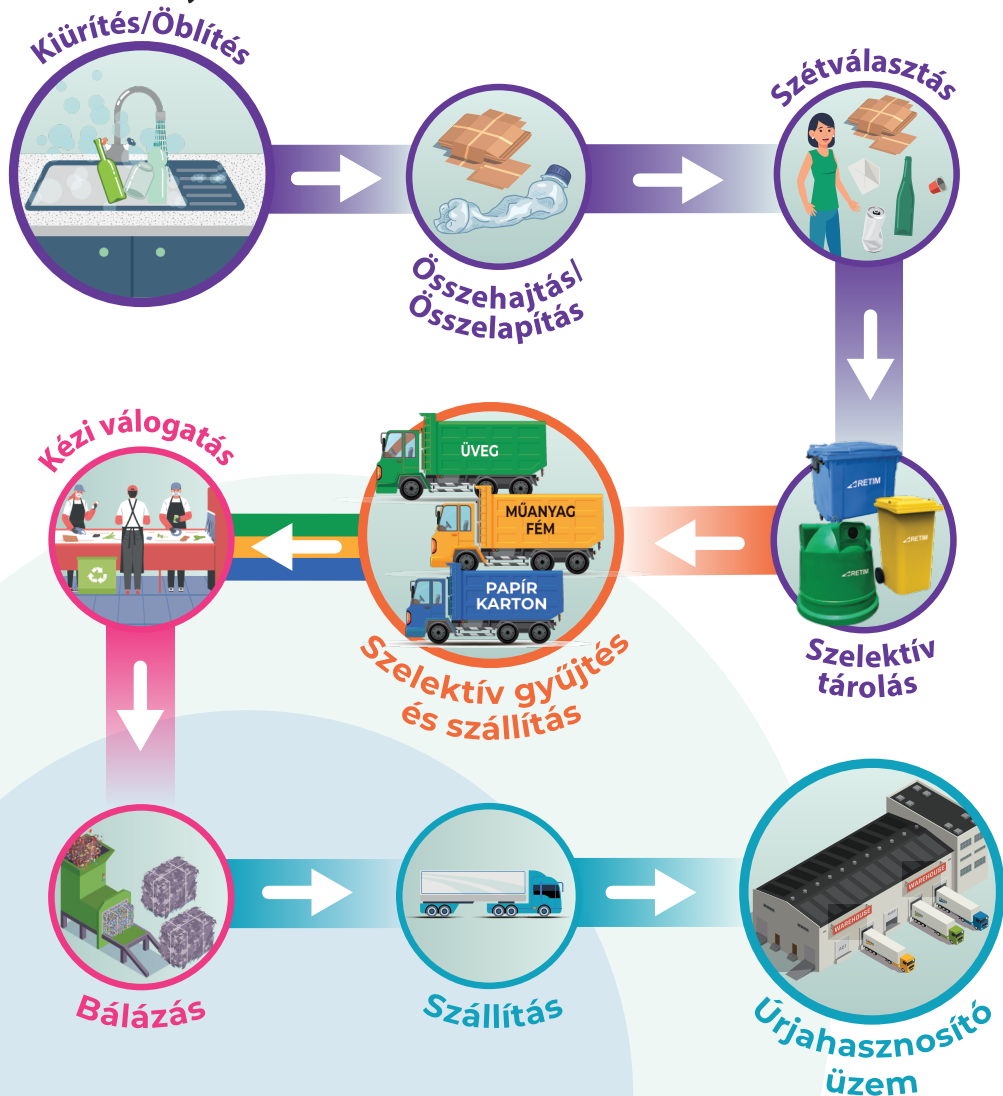 Kiürítés/Öblítés
Összehajtás/
Összelapítás
Szétválasztás
RETIM
RETIM
RETIM
Szelektív
tárolás
ÜVEG
MŰANYAG
FÉM
PAPÍR
KARTON
Szelektív gyűjtés
és szállítás
Kézi válogatás
Bálázás
Szállítás
WAREHOUSE
WAREHOUSE
Úrjahasznosító
üzem